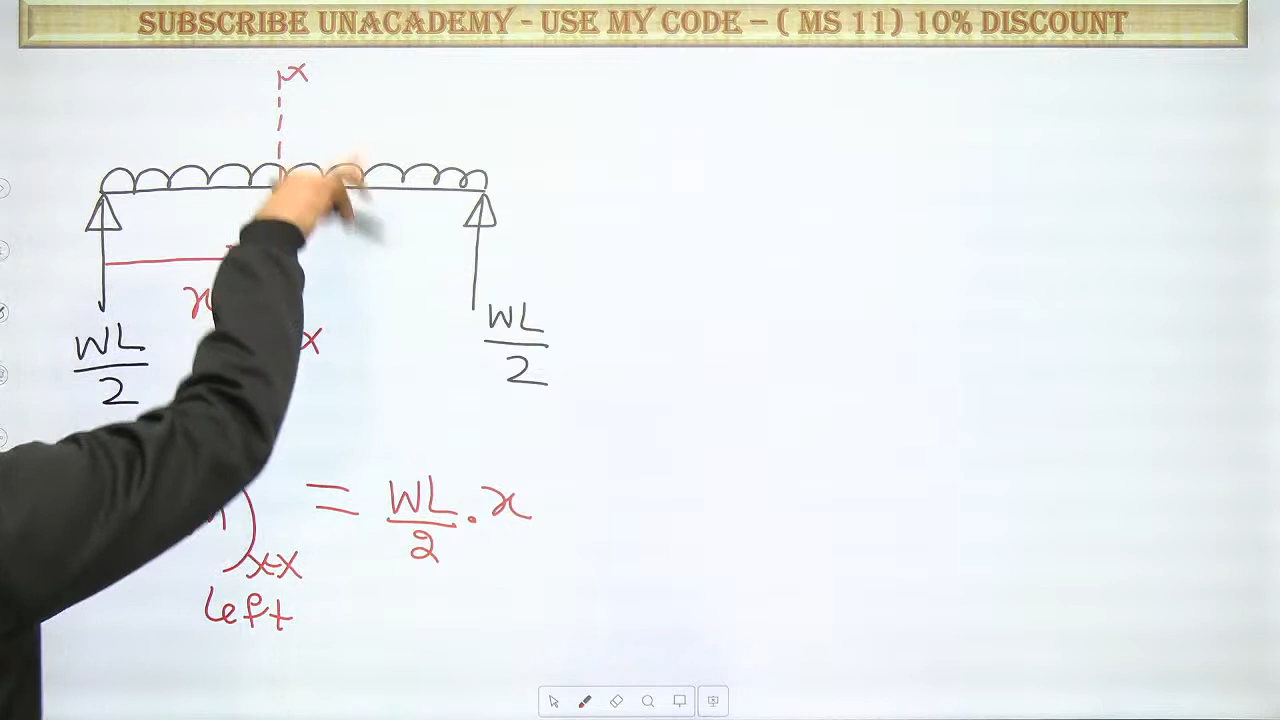 SUBSCRIBE UNACADEMY - USE MY CODE – ( MS 11) 10% DISCOUNT
x
x
WL
2
x
WL
2
)x-x = WL/2 . x
left